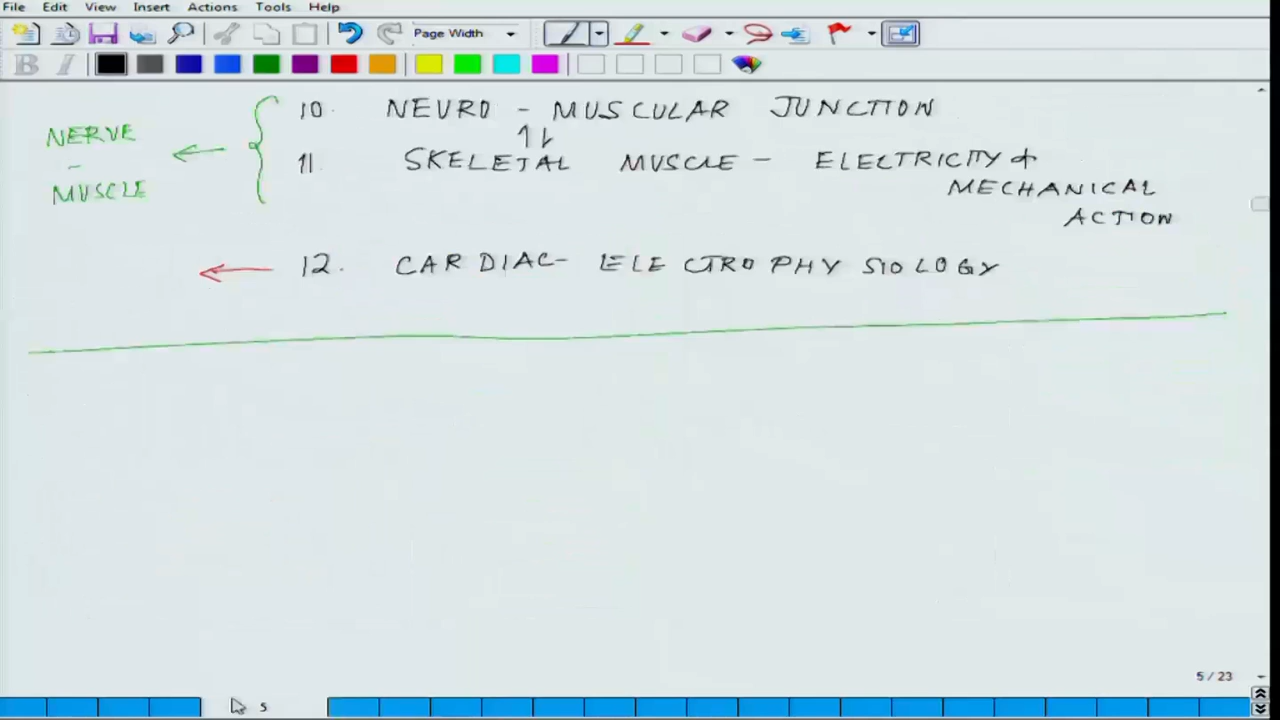 File Edit View Insert Actions Tools Help
Page Width
B I
10. NEURO - MUSCULAR JUNCTION
NERVE
-
MUSCLE
11. SKELETAL MUSCLE - ELECTRICITY &
MECHANICAL
ACTION
12. CARDIAC- ELECTROPHYSIOLOGY
5 / 23
5